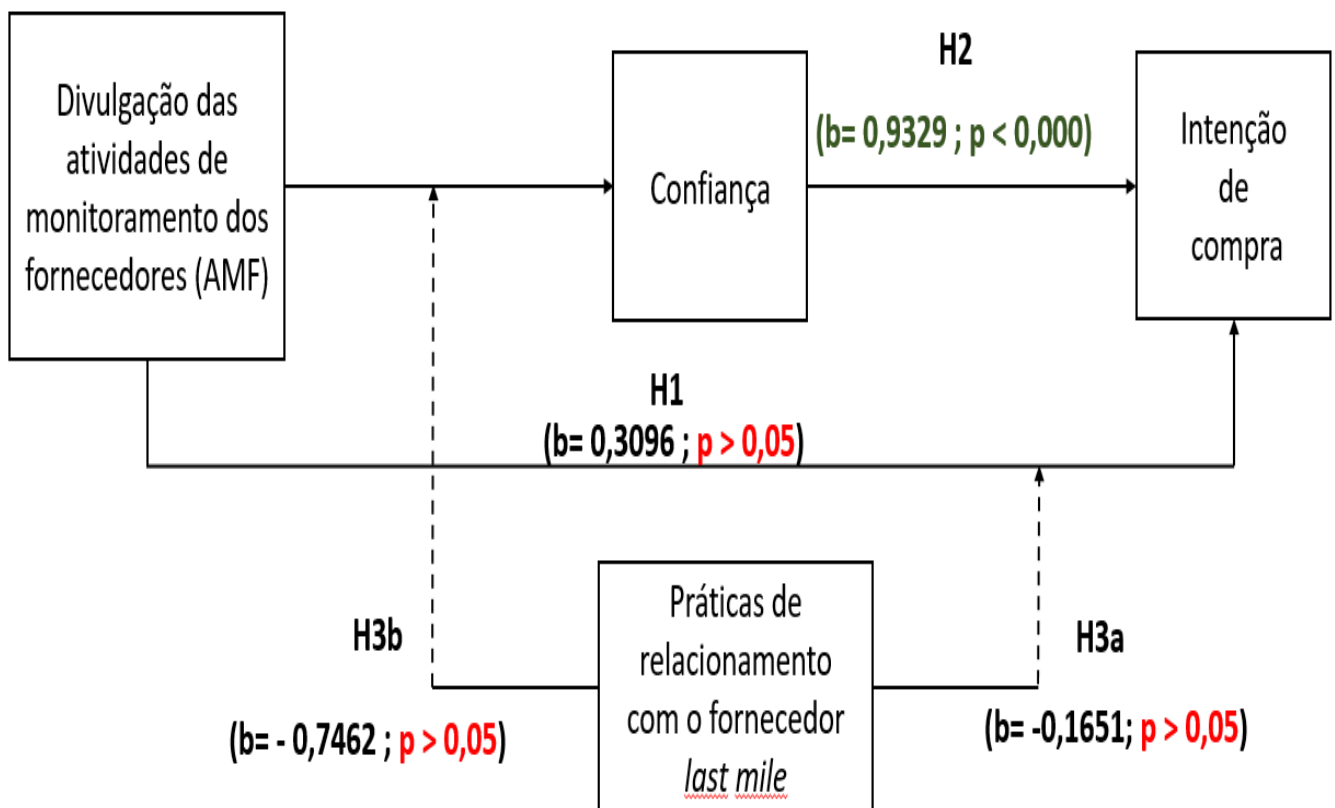 Divulgação das
atividades de
monitoramento dos
fornecedores (AMF)
Confiança
H2
(b= 0,9329 ; p < 0,000)
Intenção
de
compra
H1
(b= 0,3096 ; p > 0,05)
H3b
(b= - 0,7462 ; p > 0,05)
Práticas de
relacionamento
com o fornecedor
last mile
H3a
(b= -0,1651; p > 0,05)